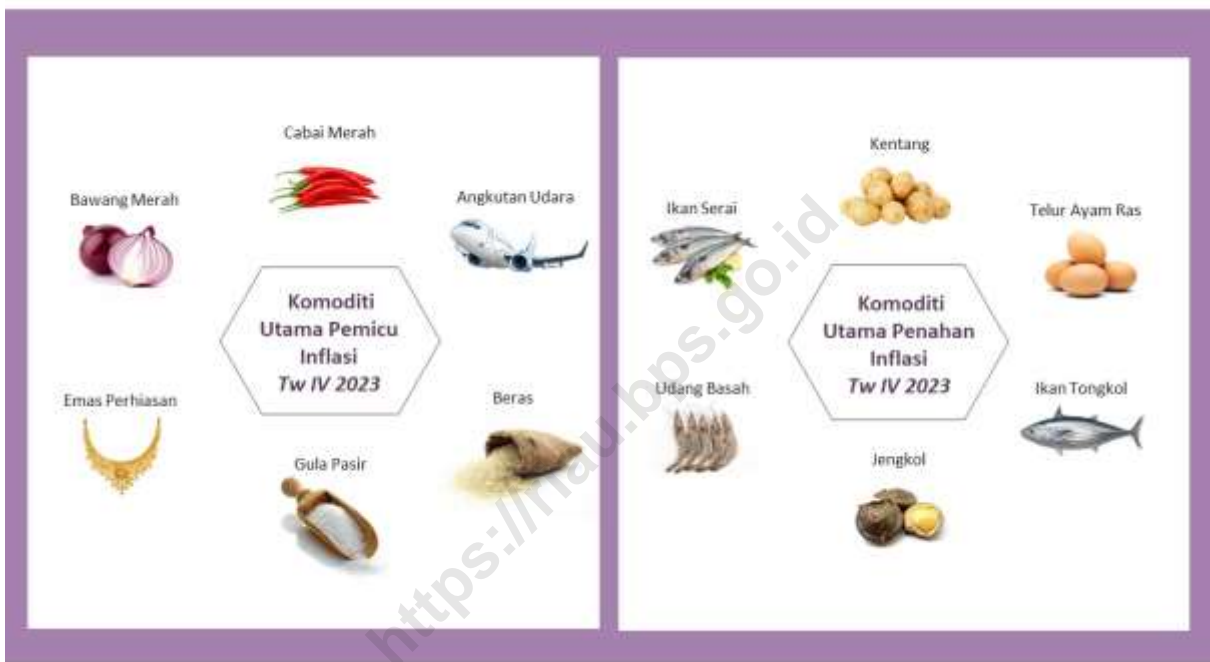 Cabai Merah
Bawang Merah
Angkutan Udara
Komoditi
Utama Pemicu
Inflasi
Tw IV 2023
Emas Perhiasan
Beras
Gula Pasir
Kentang
Ikan Serai
Telur Ayam Ras
Komoditi
Utama Penahan
Inflasi
Tw IV 2023
Udang Basah
Ikan Tongkol
Jengkol
https://riau.bps.go.id